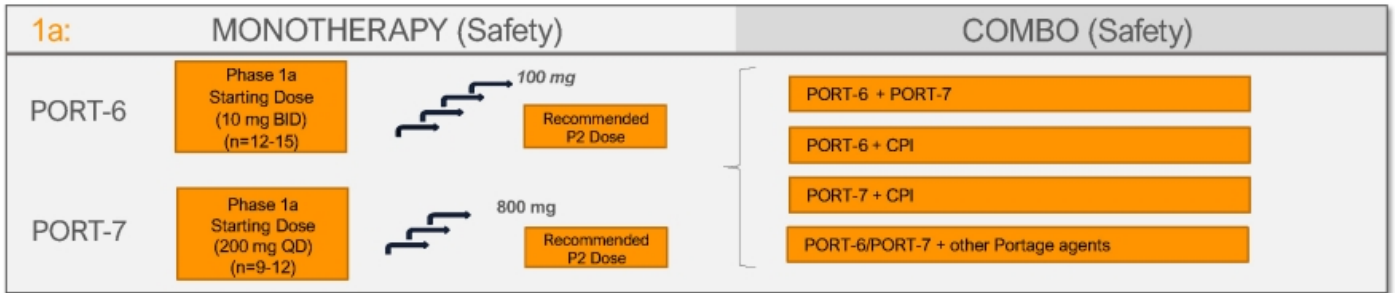 1a:
MONOTHERAPY (Safety)
COMBO (Safety)
PORT-6
Phase 1a
Starting Dose
(10 mg BID)
(n=12-15)
100 mg
Recommended
P2 Dose
PORT-7
Phase 1a
Starting Dose
(200 mg QD)
(n=9-12)
800 mg
Recommended
P2 Dose
PORT-6 + PORT-7
PORT-6 + CPI
PORT-7 + CPI
PORT-6/PORT-7 + other Portage agents